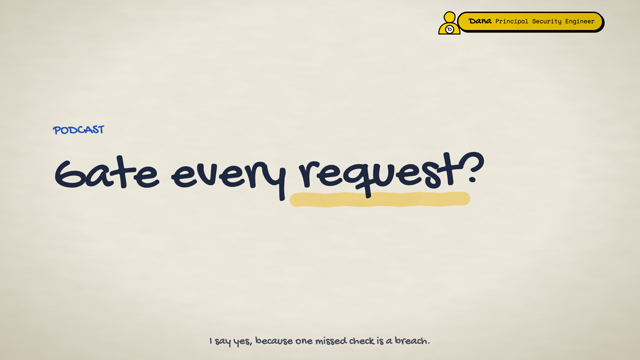 Dana Principal Security Engineer
PODCAST
Gate every request?
I say yes, because one missed check is a breach.